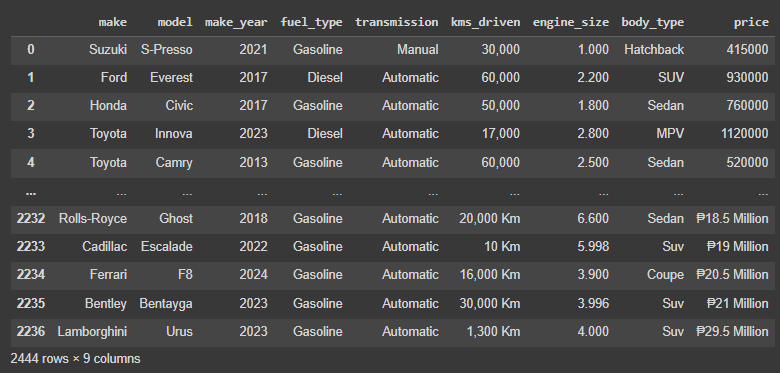 make model make_year fuel_type transmission kms_driven engine_size body_type price
0 Suzuki S-Presso 2021 Gasoline Manual 30,000 1.000 Hatchback 415000
1 Ford Everest 2017 Diesel Automatic 60,000 2.200 SUV 930000
2 Honda Civic 2017 Gasoline Automatic 50,000 1.800 Sedan 760000
3 Toyota Innova 2023 Diesel Automatic 17,000 2.800 MPV 1120000
4 Toyota Camry 2013 Gasoline Automatic 60,000 2.500 Sedan 520000
... ... ... ... ... ... ... ... ... ...
2232 Rolls-Royce Ghost 2018 Gasoline Automatic 20,000 Km 6.600 Sedan ₱18.5 Million
2233 Cadillac Escalade 2022 Gasoline Automatic 10 Km 5.998 Suv ₱19 Million
2234 Ferrari F8 2024 Gasoline Automatic 16,000 Km 3.900 Coupe ₱20.5 Million
2235 Bentley Bentayga 2023 Gasoline Automatic 30,000 Km 3.996 Suv ₱21 Million
2236 Lamborghini Urus 2023 Gasoline Automatic 1,300 Km 4.000 Suv ₱29.5 Million
2444 rows × 9 columns